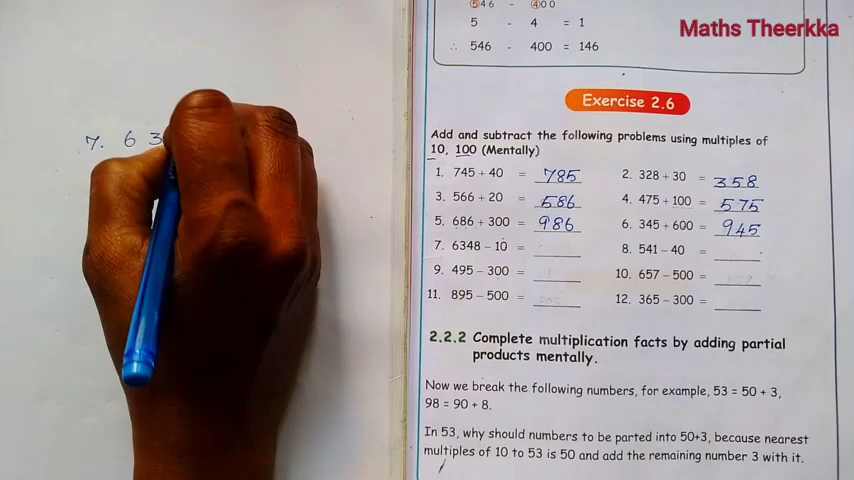 ⑤46 - ④00
5 - 4 = 1
∴ 546 - 400 = 146
Maths Theerkka
Exercise 2.6
Add and subtract the following problems using multiples of
10, 100 (Mentally)
1. 745 + 40 = 785
2. 328 + 30 = 358
3. 566 + 20 = 586
4. 475 + 100 = 575
5. 686 + 300 = 986
6. 345 + 600 = 945
7. 6348 – 10 =
8. 541 – 40 =
9. 495 – 300 =
10. 657 – 500 =
11. 895 – 500 =
12. 365 – 300 =
2.2.2 Complete multiplication facts by adding partial
products mentally.
Now we break the following numbers, for example, 53 = 50 + 3,
98 = 90 + 8.
In 53, why should numbers to be parted into 50+3, because nearest
multiples of 10 to 53 is 50 and add the remaining number 3 with it.
7. 6 3